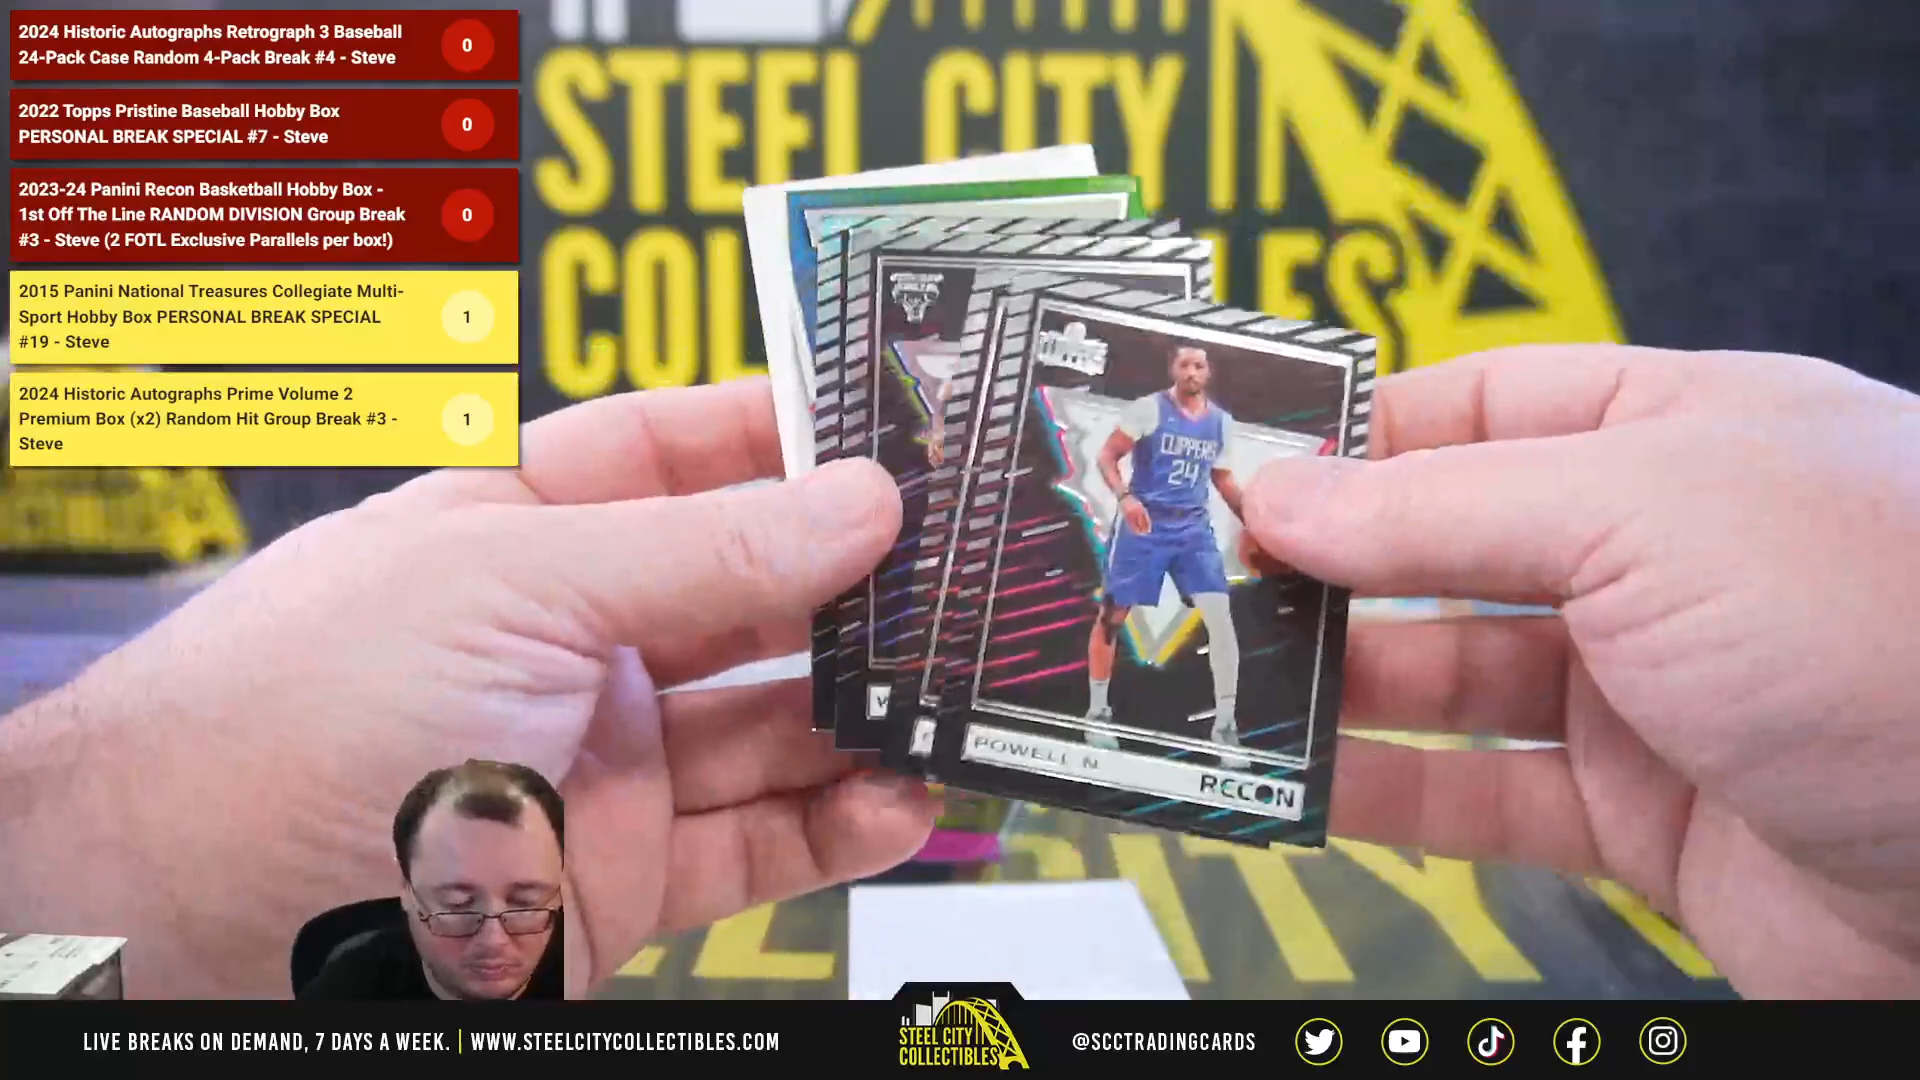 2024 Historic Autographs Retrograph 3 Baseball
24-Pack Case Random 4-Pack Break #4 - Steve
0
2022 Topps Pristine Baseball Hobby Box
PERSONAL BREAK SPECIAL #7 - Steve
0
2023-24 Panini Recon Basketball Hobby Box -
1st Off The Line RANDOM DIVISION Group Break
#3 - Steve (2 FOTL Exclusive Parallels per box!)
0
2015 Panini National Treasures Collegiate Multi-
Sport Hobby Box PERSONAL BREAK SPECIAL
#19 - Steve
1
2024 Historic Autographs Prime Volume 2
Premium Box (x2) Random Hit Group Break #3 -
Steve
1
STEEL CITY
CLIPPERS
24
POWELL N
RECON
LIVE BREAKS ON DEMAND, 7 DAYS A WEEK. | WWW.STEELCITYCOLLECTIBLES.COM
STEEL CITY
COLLECTIBLES
@SCCTRADINGCARDS